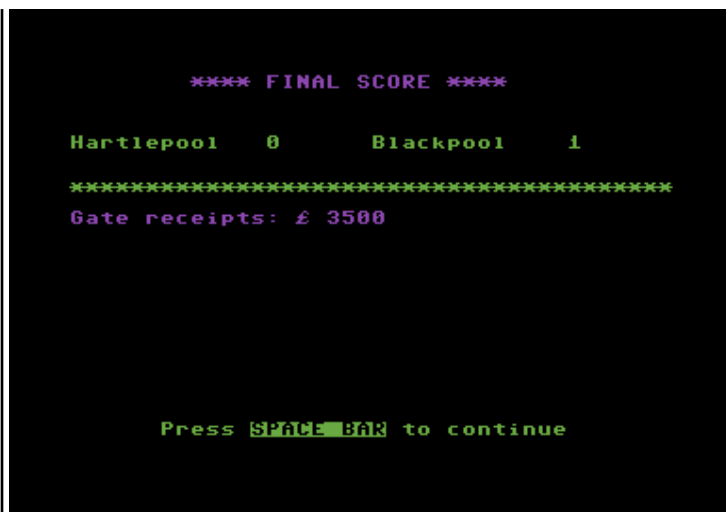 **** FINAL SCORE ****
Hartlepool 0 Blackpool 1
****************************************
Gate receipts: £ 3500
Press SPACE BAR to continue